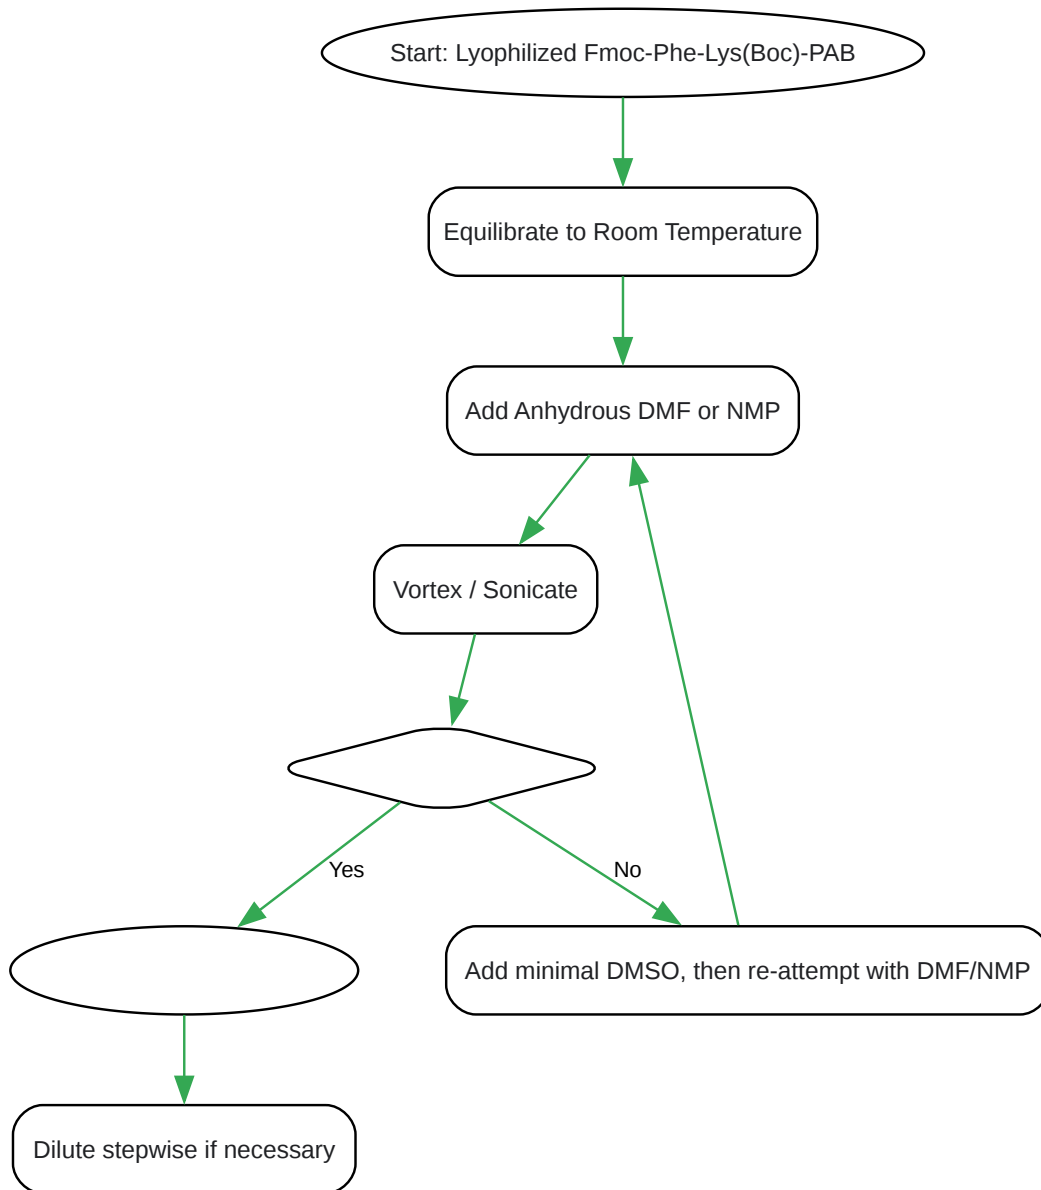 Start: Lyophilized Fmoc-Phe-Lys(Boc)-PAB
Equilibrate to Room Temperature
Add Anhydrous DMF or NMP
Vortex / Sonicate
Yes
No
Add minimal DMSO, then re-attempt with DMF/NMP
Dilute stepwise if necessary